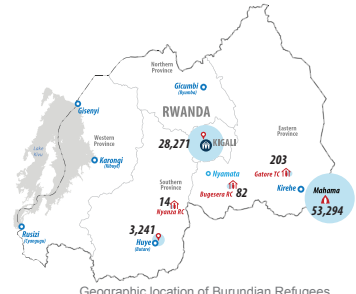 Northern
Province
Gicumbi
(Byumba)
Gisenyi
RWANDA
28,271
KIGALI
Eastern
Province
Lake
Kivu
Western
Province
Karongi
(Kibuye)
203
Gatore TC
Nyamata
Southern
Province
Bugesera RC
82
Kirehe
Mahama
53,294
14
Nyanza RC
Rusizi
(Cyangugu)
3,241
Huye
(Butare)
Geographic location of Burundian Refugees